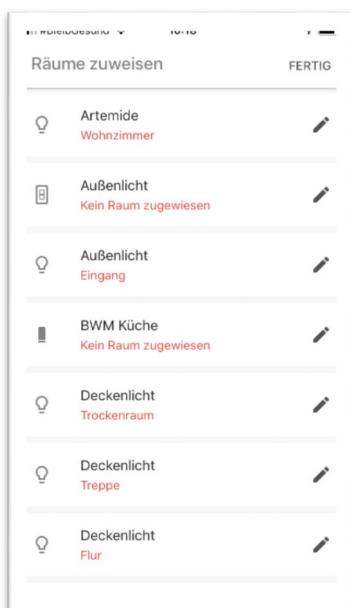 Räume zuweisen
FERTIG
Artemide
Wohnzimmer
Außenlicht
Kein Raum zugewiesen
Außenlicht
Eingang
BWM Küche
Kein Raum zugewiesen
Deckenlicht
Trockenraum
Deckenlicht
Treppe
Deckenlicht
Flur